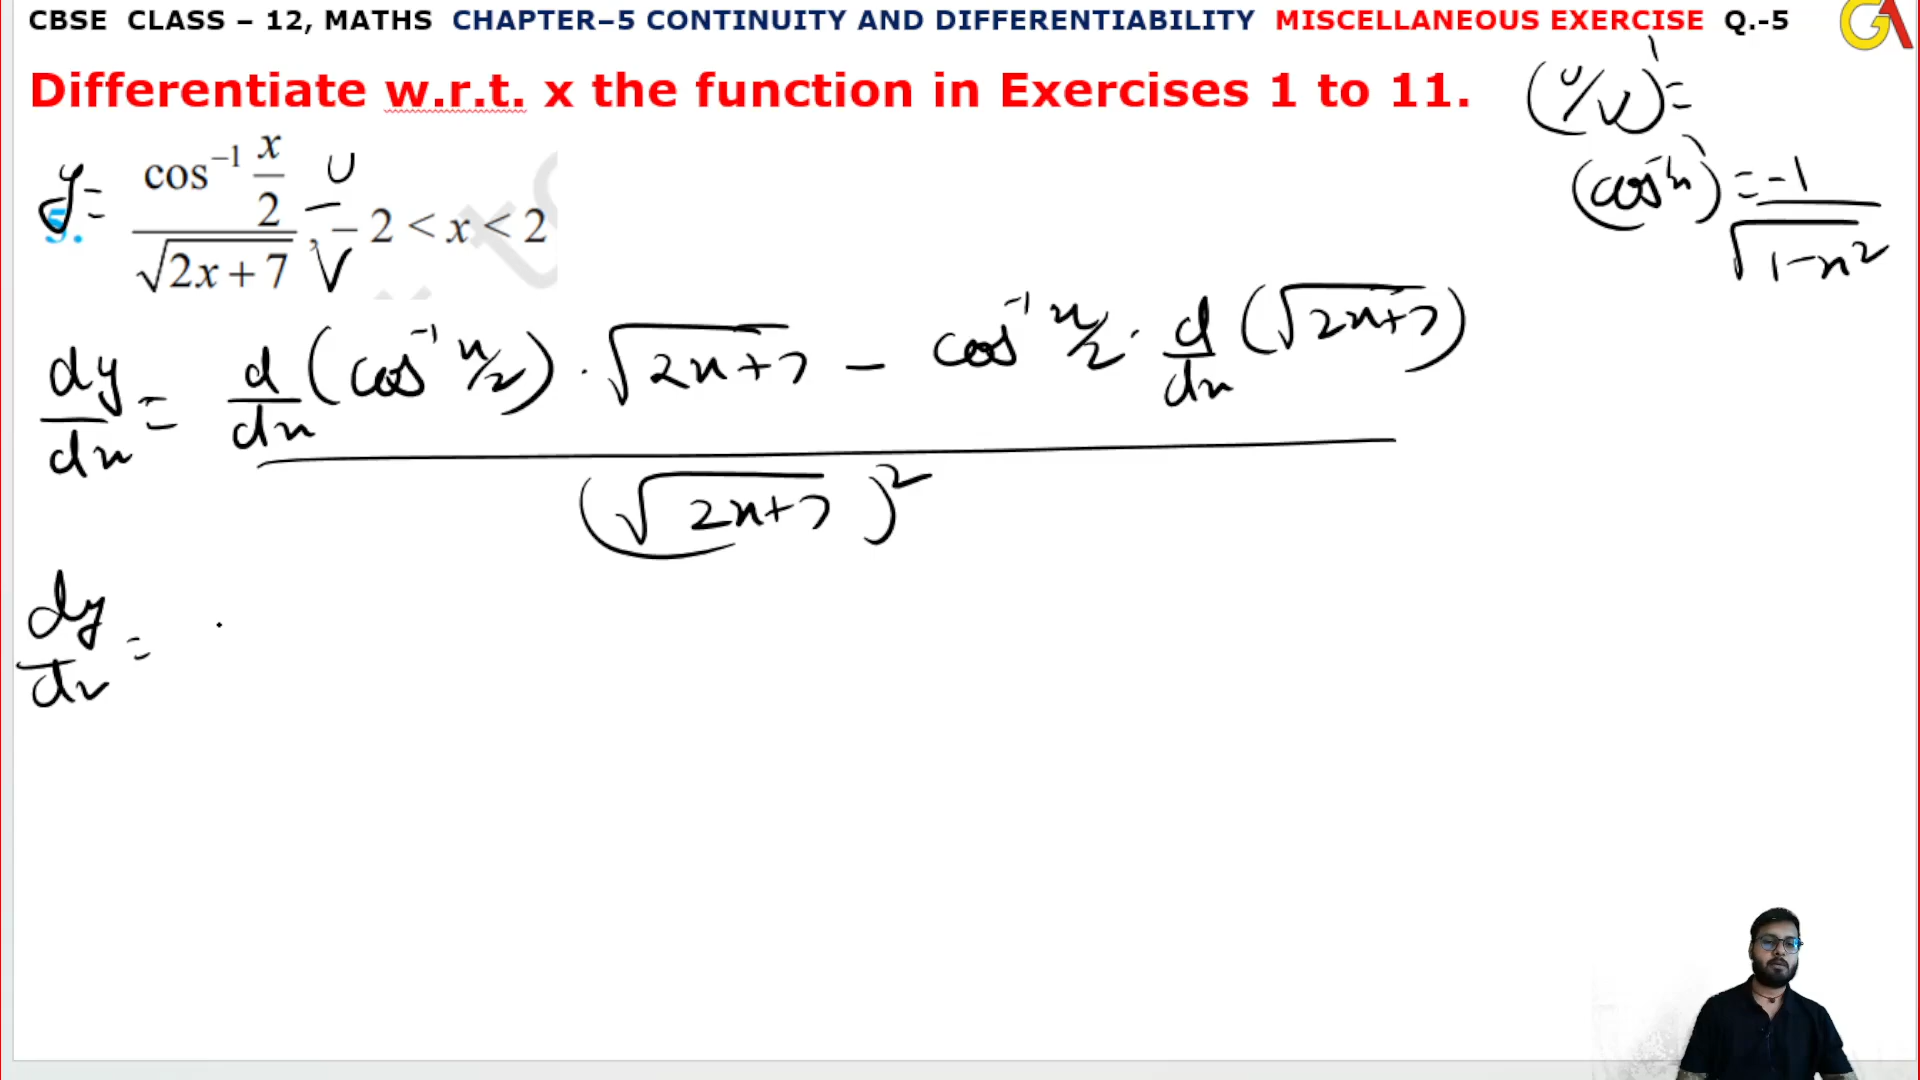 CBSE CLASS – 12, MATHS CHAPTER–5 CONTINUITY AND DIFFERENTIABILITY MISCELLANEOUS EXERCISE Q.-5
GA
Differentiate w.r.t. x the function in Exercises 1 to 11.
(u/v)' =
(cos⁻¹x)' = -1/√(1-x²)
5. y = (cos⁻¹ x/2)/√(2x+7), −2 < x < 2
U/V
dy/dx = (d/dx (cos⁻¹ x/2) · √(2x+7) − cos⁻¹ x/2 · d/dx (√(2x+7)))/(√(2x+7))²
dy/dx =